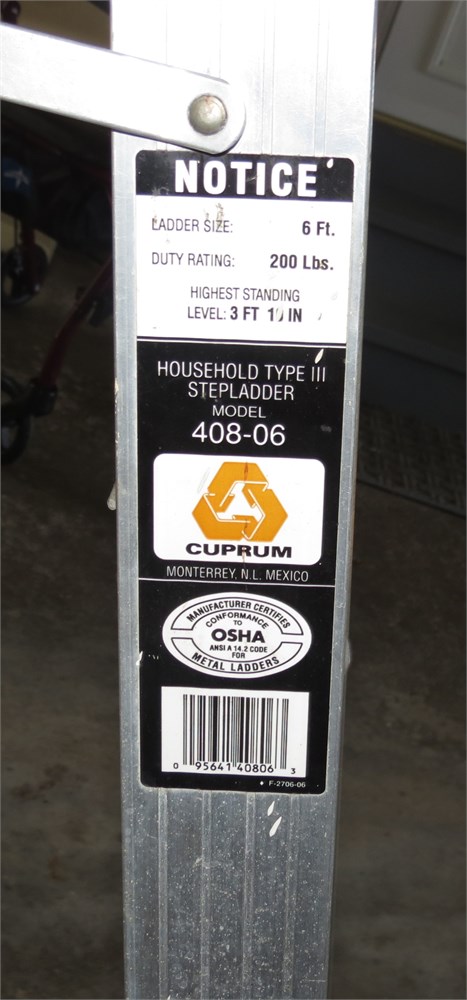 NOTICE
LADDER SIZE: 6 Ft.
DUTY RATING: 200 Lbs.
HIGHEST STANDING
LEVEL: 3 FT IN
HOUSEHOLD TYPE III
STEPLADDER
MODEL
408-06
CUPRUM
MONTERREY, N.L. MEXICO
MANUFACTURER CERTIFIES
CONFORMANCE
TO
OSHA
ANSI A 14.2 CODE
FOR
METAL LADDERS
0 95641 40806 3
• F-2706-06